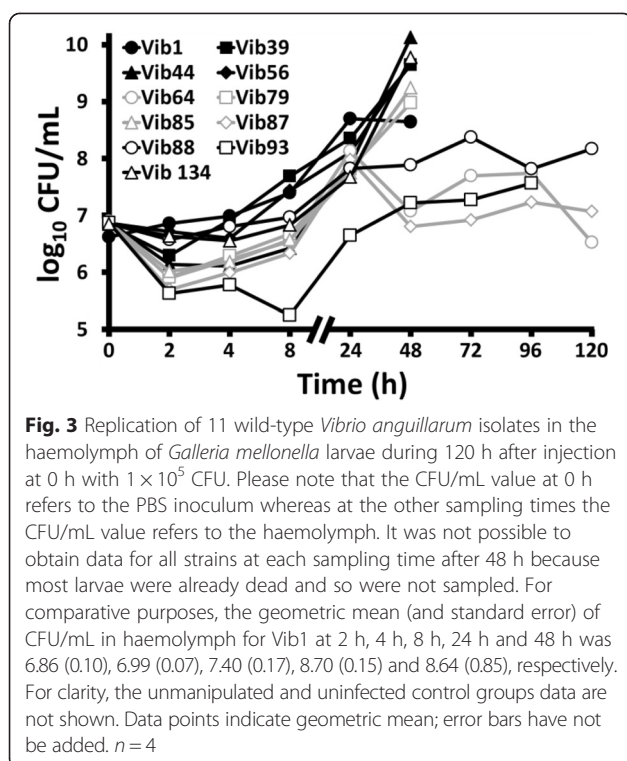 10
9
8
7
6
5
log10 CFU/mL
Vib1 Vib39
Vib44 Vib56
Vib64 Vib79
Vib85 Vib87
Vib88 Vib93
Vib 134
0 2 4 8 24 48 72 96 120
Time (h)
Fig. 3 Replication of 11 wild-type Vibrio anguillarum isolates in the
haemolymph of Galleria mellonella larvae during 120 h after injection
at 0 h with 1 × 10⁵ CFU. Please note that the CFU/mL value at 0 h
refers to the PBS inoculum whereas at the other sampling times the
CFU/mL value refers to the haemolymph. It was not possible to
obtain data for all strains at each sampling time after 48 h because
most larvae were already dead and so were not sampled. For
comparative purposes, the geometric mean (and standard error) of
CFU/mL in haemolymph for Vib1 at 2 h, 4 h, 8 h, 24 h and 48 h was
6.86 (0.10), 6.99 (0.07), 7.40 (0.17), 8.70 (0.15) and 8.64 (0.85), respectively.
For clarity, the unmanipulated and uninfected control groups data are
not shown. Data points indicate geometric mean; error bars have not
be added. n = 4